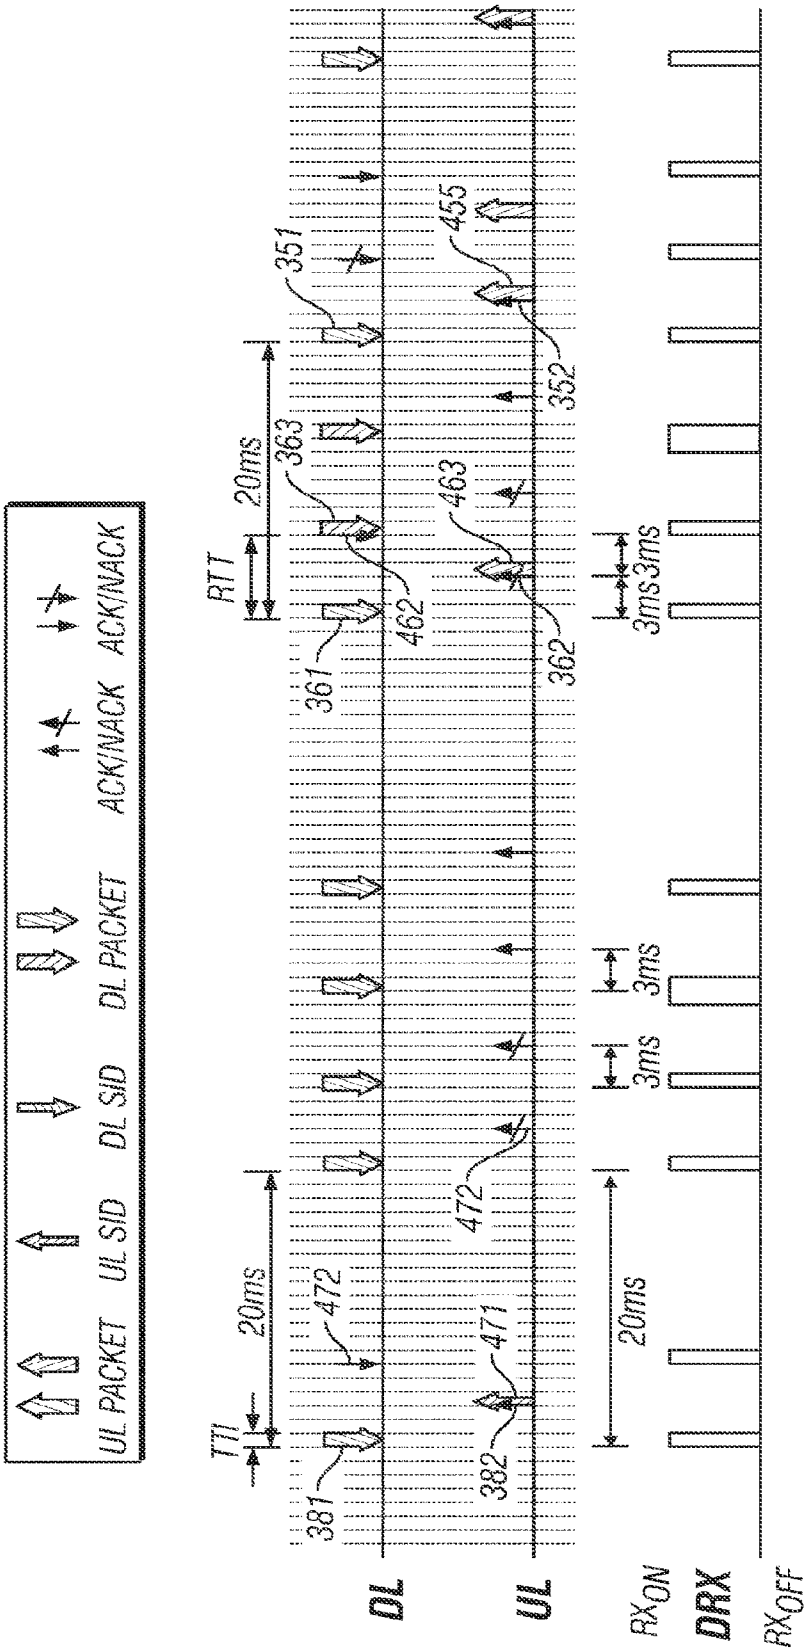 UL PACKET UL SID DL SID DL PACKET ACK/NACK ACK/NACK
TTI
20ms
RTT
20ms
381
472
361
462
363
351
DL
382
471
472
362
463
352
455
UL
20ms
3ms
3ms
3ms
3ms
RXON
DRX
RXOFF